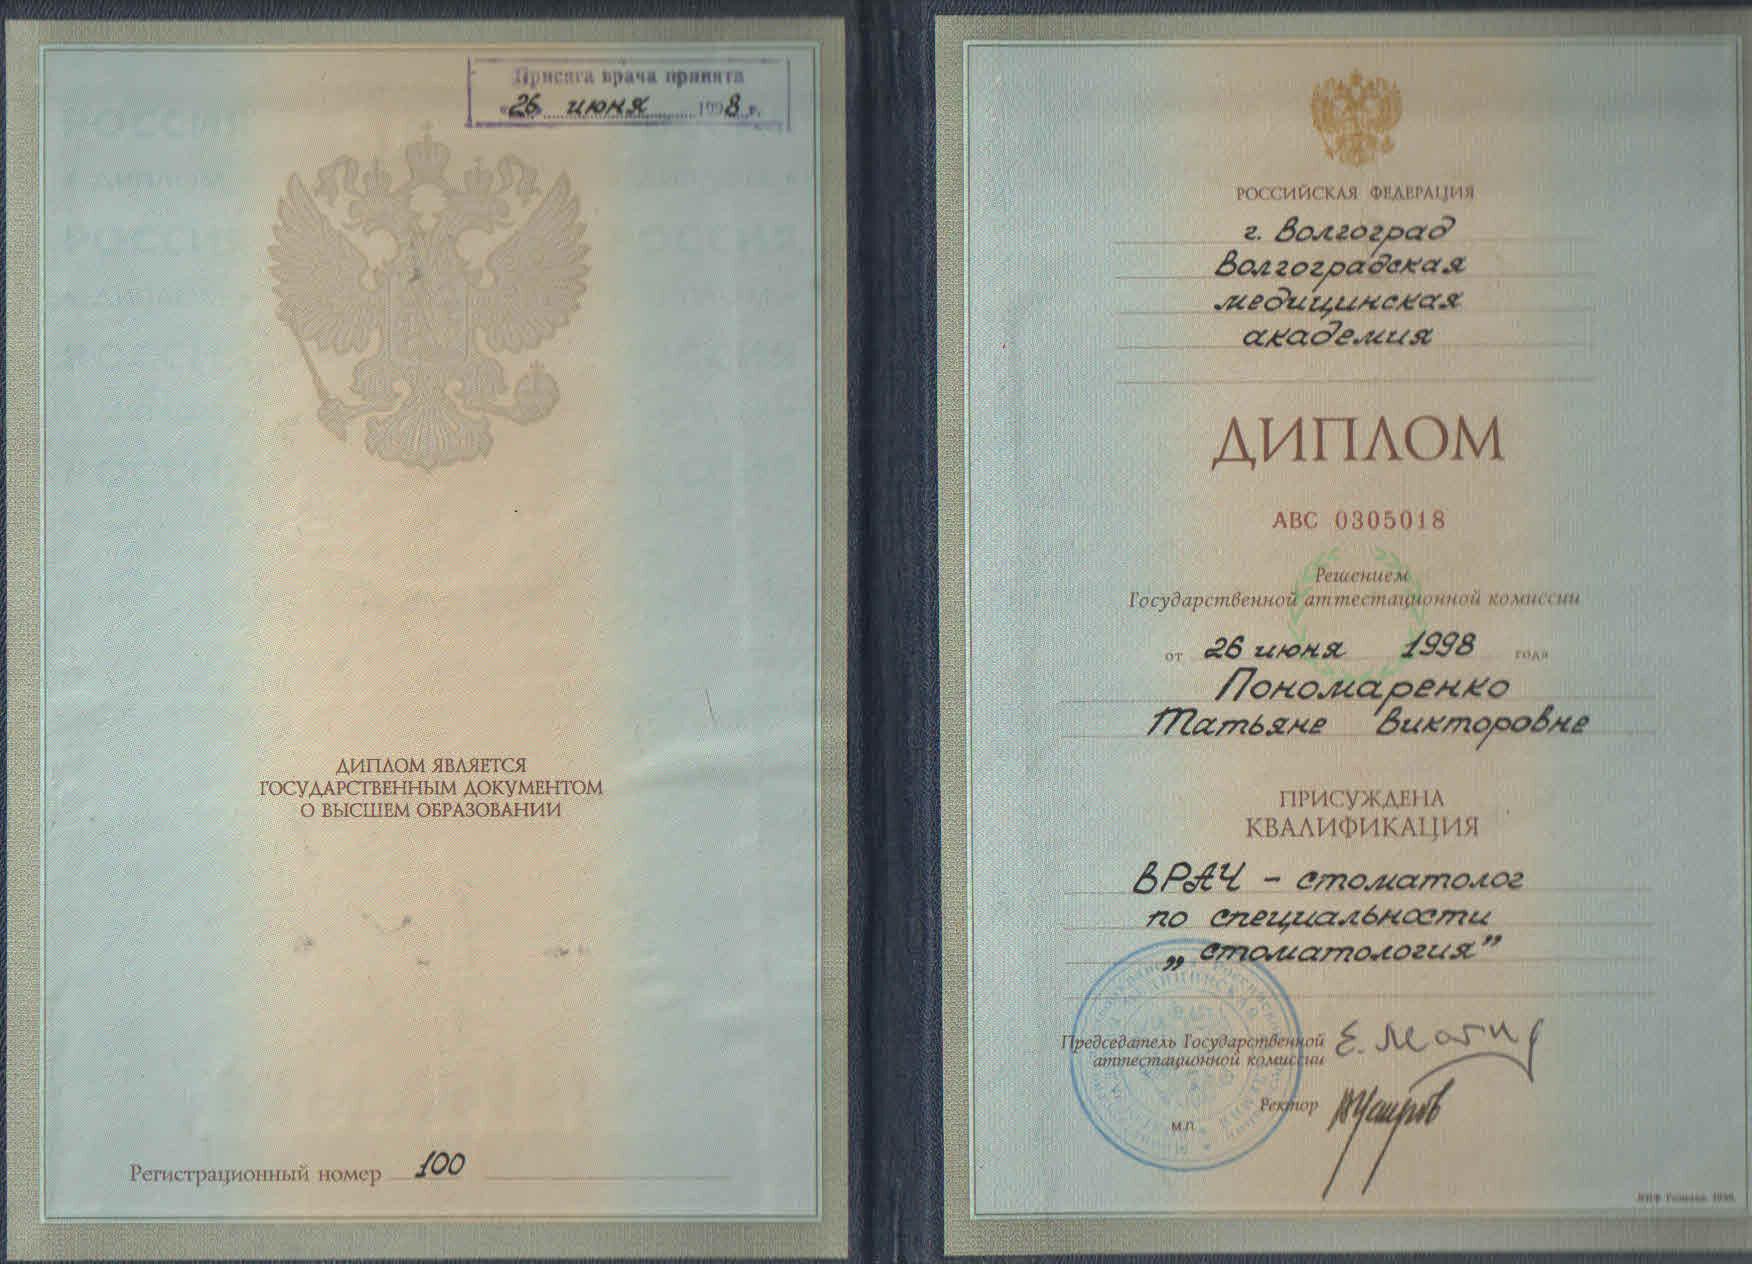 Присяга врача принята
«26» июня 1998 г.
ДИПЛОМ ЯВЛЯЕТСЯ
ГОСУДАРСТВЕННЫМ ДОКУМЕНТОМ
О ВЫСШЕМ ОБРАЗОВАНИИ
Регистрационный номер 100
РОССИЙСКАЯ ФЕДЕРАЦИЯ
г. Волгоград
Волгоградская
медицинская
академия
ДИПЛОМ
АВС 0305018
Решением
Государственной аттестационной комиссии
от 26 июня 1998 года
Пономаренко
Татьяне Викторовне
ПРИСУЖДЕНА
КВАЛИФИКАЦИЯ
ВРАЧ – стоматолог
по специальности
„стоматология”
Председатель Государственной
аттестационной комиссии
Ректор
М.П.